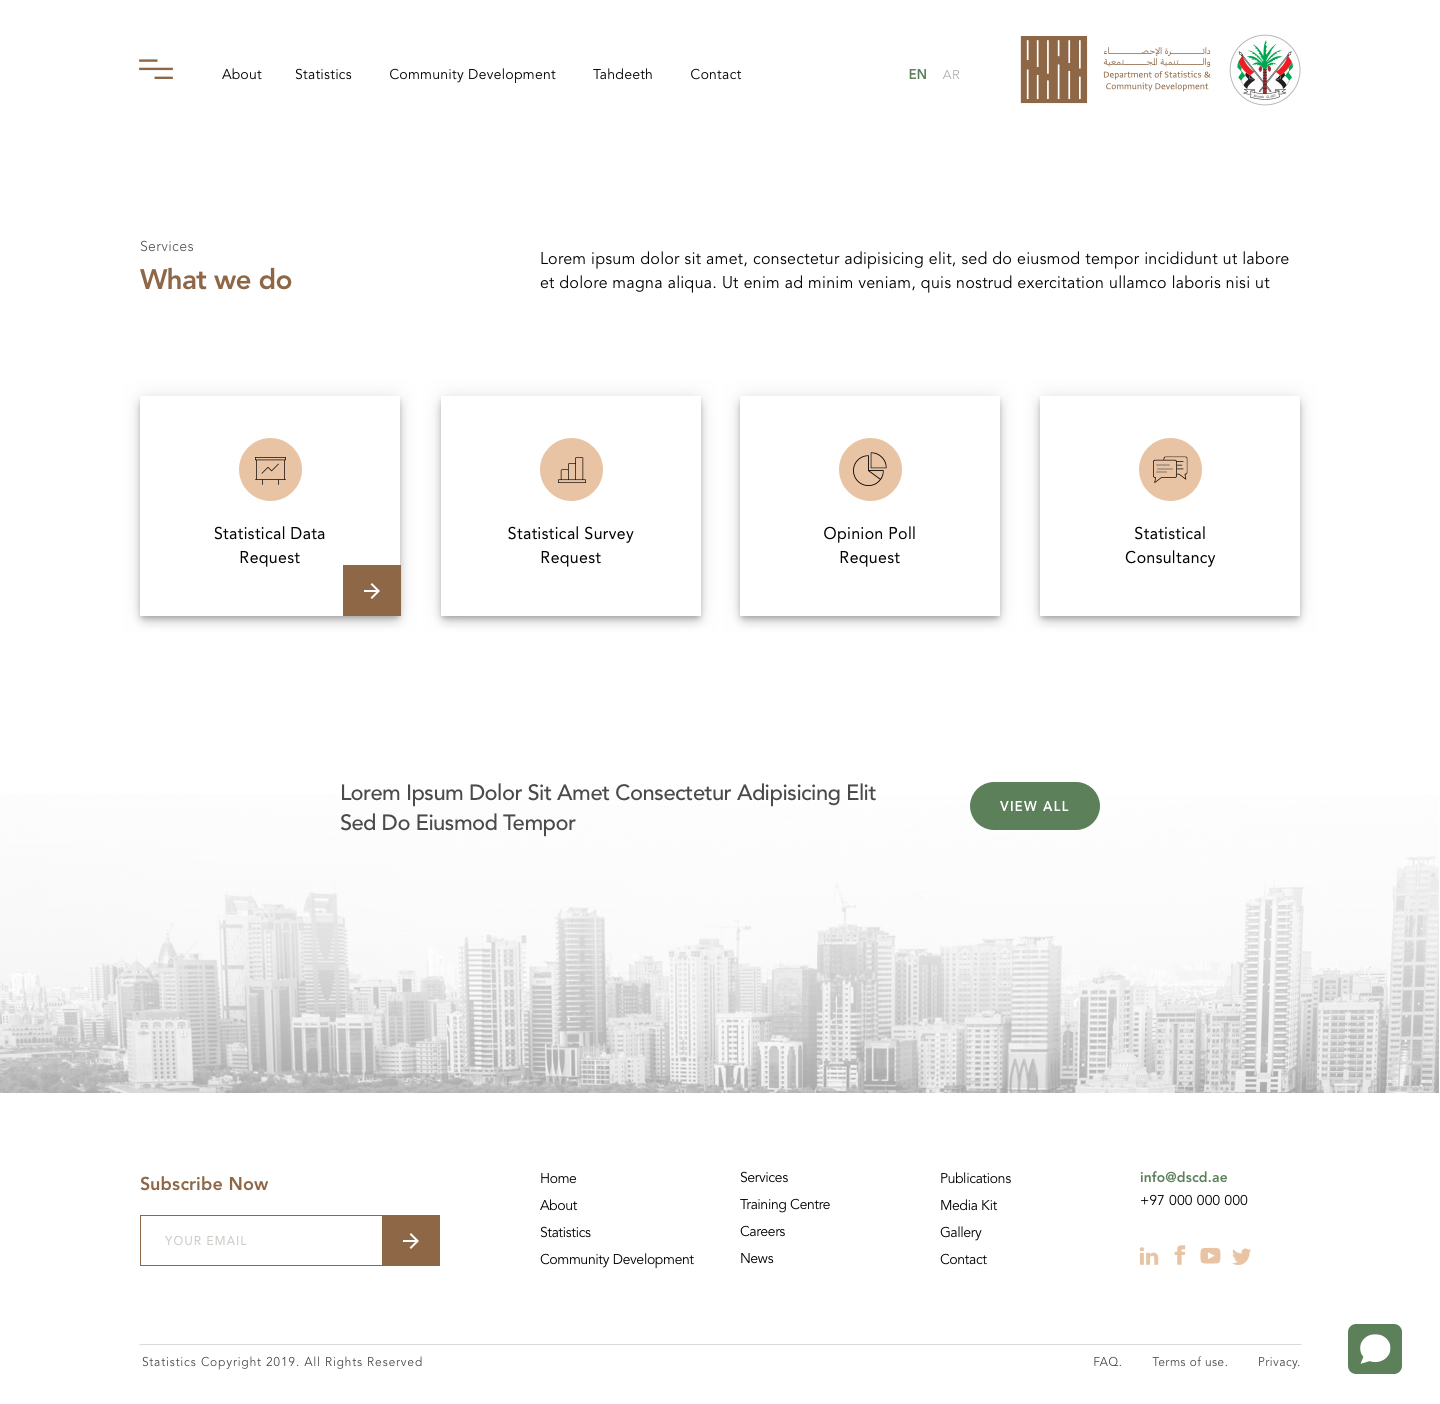 About Statistics Community Development Tahdeeth Contact
EN AR
دائرة الإحصاء
والتنمية المجتمعية
Department of Statistics &
Community Development
Services
What we do
Lorem ipsum dolor sit amet, consectetur adipisicing elit, sed do eiusmod tempor incididunt ut labore
et dolore magna aliqua. Ut enim ad minim veniam, quis nostrud exercitation ullamco laboris nisi ut
Statistical Data
Request
Statistical Survey
Request
Opinion Poll
Request
Statistical
Consultancy
Lorem Ipsum Dolor Sit Amet Consectetur Adipisicing Elit
Sed Do Eiusmod Tempor
VIEW ALL
Subscribe Now
YOUR EMAIL
Home
About
Statistics
Community Development
Services
Training Centre
Careers
News
Publications
Media Kit
Gallery
Contact
info@dscd.ae
+97 000 000 000
Statistics Copyright 2019. All Rights Reserved
FAQ. Terms of use. Privacy.